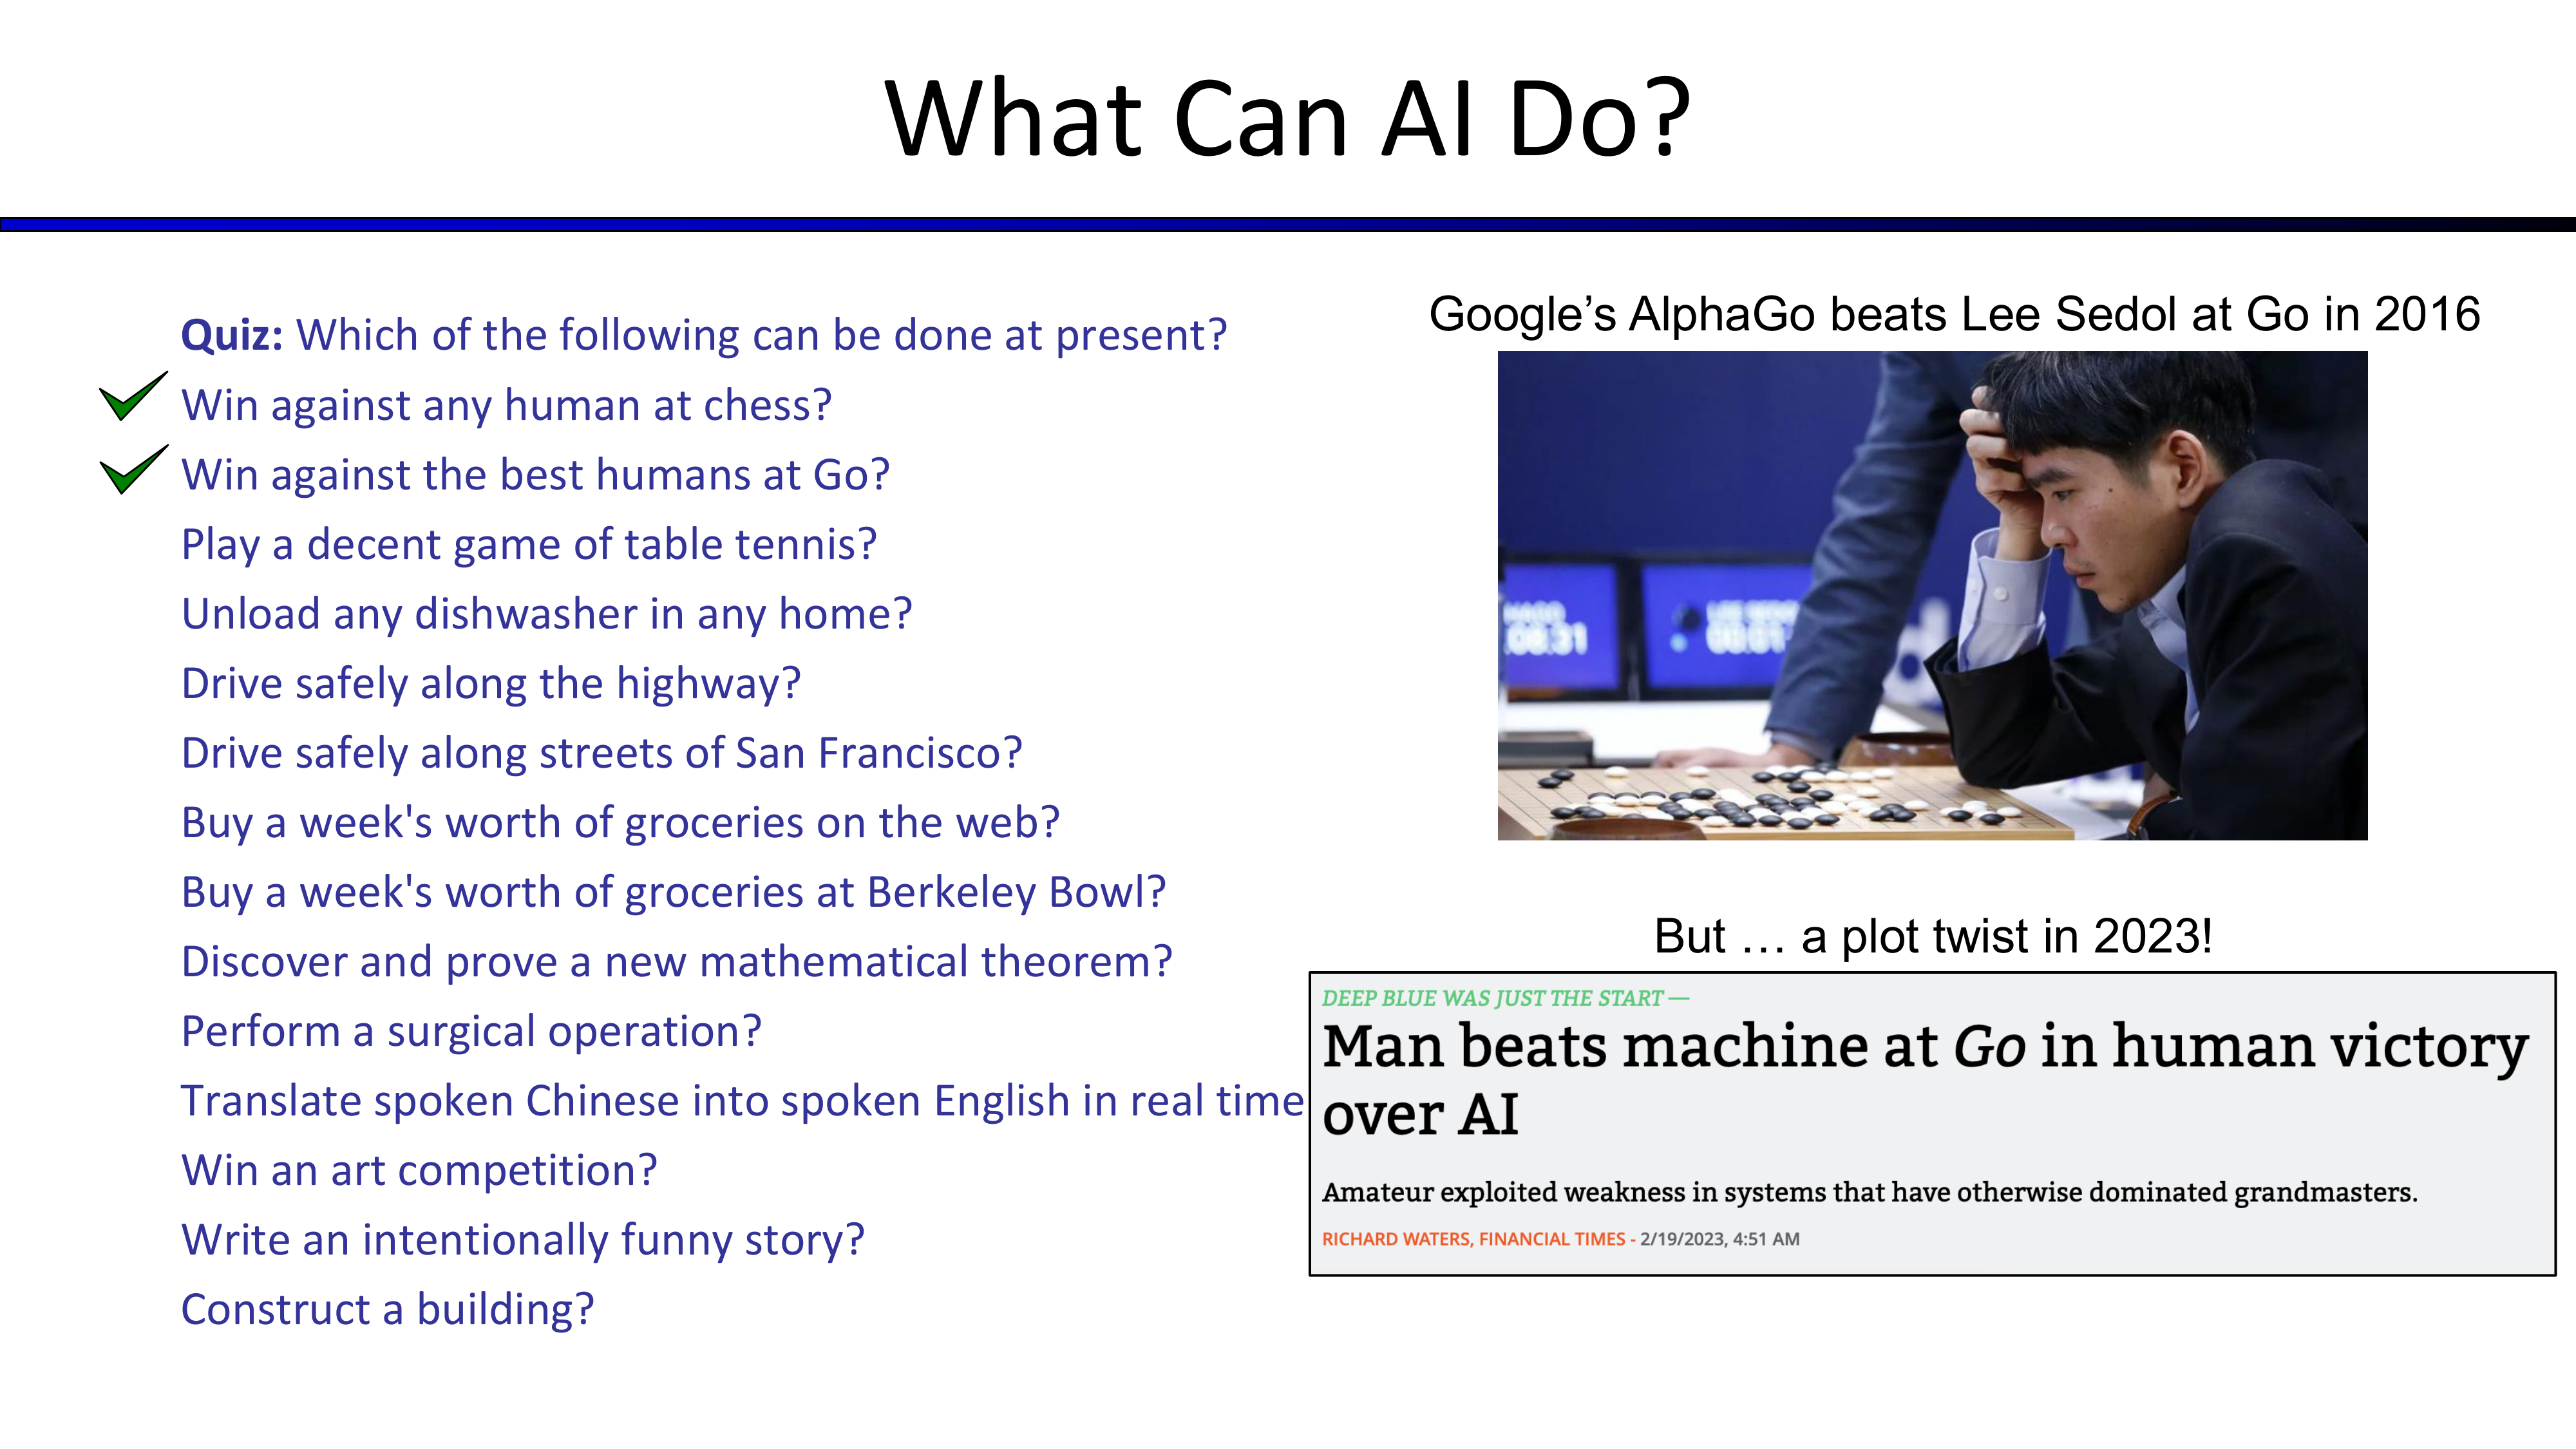 What Can AI Do?
Quiz: Which of the following can be done at present?
Win against any human at chess?
Win against the best humans at Go?
Play a decent game of table tennis?
Unload any dishwasher in any home?
Drive safely along the highway?
Drive safely along streets of San Francisco?
Buy a week's worth of groceries on the web?
Buy a week's worth of groceries at Berkeley Bowl?
Discover and prove a new mathematical theorem?
Perform a surgical operation?
Translate spoken Chinese into spoken English in real time
Win an art competition?
Write an intentionally funny story?
Construct a building?
Google’s AlphaGo beats Lee Sedol at Go in 2016
But … a plot twist in 2023!
DEEP BLUE WAS JUST THE START —
Man beats machine at Go in human victory
over AI
Amateur exploited weakness in systems that have otherwise dominated grandmasters.
RICHARD WATERS, FINANCIAL TIMES - 2/19/2023, 4:51 AM